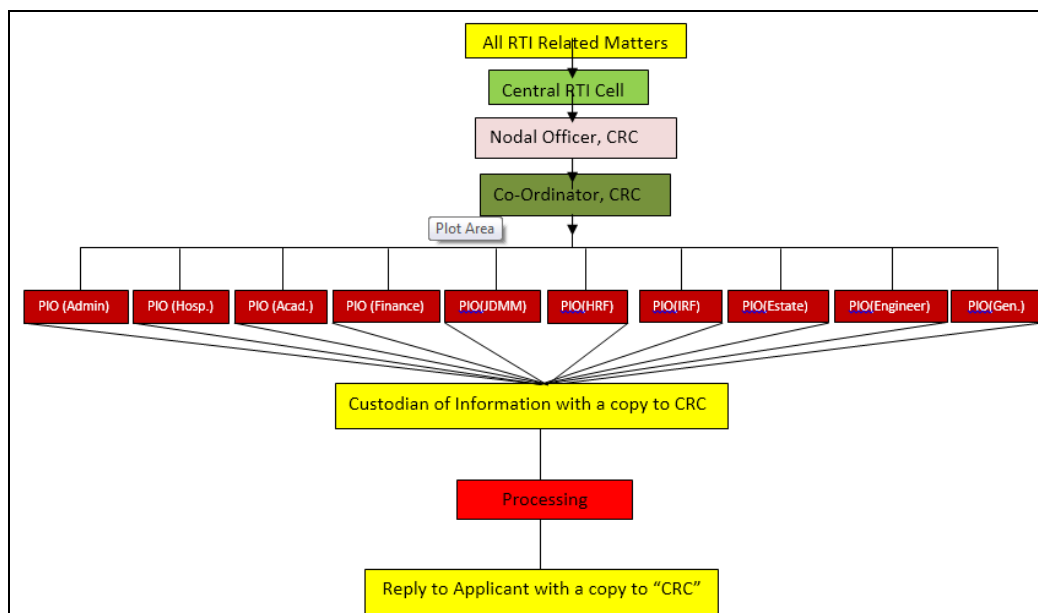 All RTI Related Matters
Central RTI Cell
Nodal Officer, CRC
Co-Ordinator, CRC
Plot Area
PIO (Admin) PIO (Hosp.) PIO (Acad.) PIO (Finance) PIO(JDMM) PIO(HRF) PIO(IRF) PIO(Estate) PIO(Engineer) PIO(Gen.)
Custodian of Information with a copy to CRC
Processing
Reply to Applicant with a copy to “CRC”